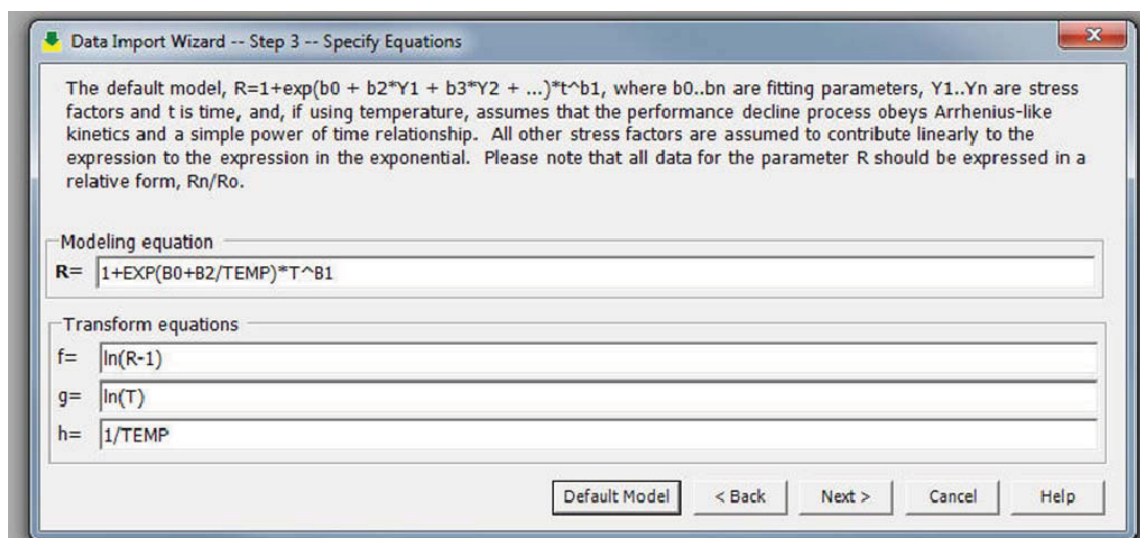 Data Import Wizard -- Step 3 -- Specify Equations
The default model, R=1+exp(b0 + b2*Y1 + b3*Y2 + ...)*t^b1, where b0..bn are fitting parameters, Y1..Yn are stress
factors and t is time, and, if using temperature, assumes that the performance decline process obeys Arrhenius-like
kinetics and a simple power of time relationship. All other stress factors are assumed to contribute linearly to the
expression to the expression in the exponential. Please note that all data for the parameter R should be expressed in a
relative form, Rn/Ro.
Modeling equation
R= 1+EXP(B0+B2/TEMP)*T^B1
Transform equations
f= ln(R-1)
g= ln(T)
h= 1/TEMP
Default Model < Back Next > Cancel Help